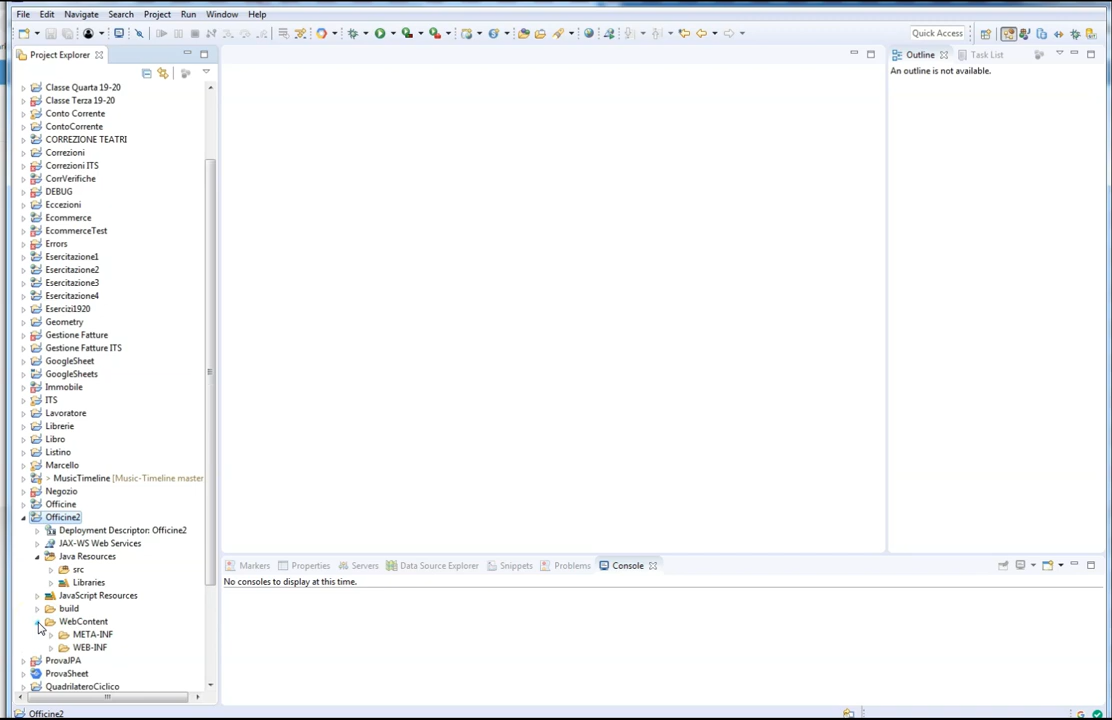 File Edit Navigate Search Project Run Window Help
Quick Access
Project Explorer
Outline
Task List
An outline is not available.
Classe Quarta 19-20
Classe Terza 19-20
Conto Corrente
ContoCorrente
CORREZIONE TEATRI
Correzioni
Correzioni ITS
CorrVerifiche
DEBUG
Eccezioni
Ecommerce
EcommerceTest
Errors
Esercitazione1
Esercitazione2
Esercitazione3
Esercitazione4
Esercizi1920
Geometry
Gestione Fatture
Gestione Fatture ITS
GoogleSheet
GoogleSheets
Immobile
ITS
Lavoratore
Librerie
Libro
Listino
Marcello
> MusicTimeline [Music-Timeline master
Negozio
Officine
Officine2
Deployment Descriptor: Officine2
JAX-WS Web Services
Java Resources
src
Libraries
JavaScript Resources
build
WebContent
META-INF
WEB-INF
ProvaJPA
ProvaSheet
QuadrilateroCiclico
Markers Properties Servers Data Source Explorer Snippets Problems Console
No consoles to display at this time.
Officine2